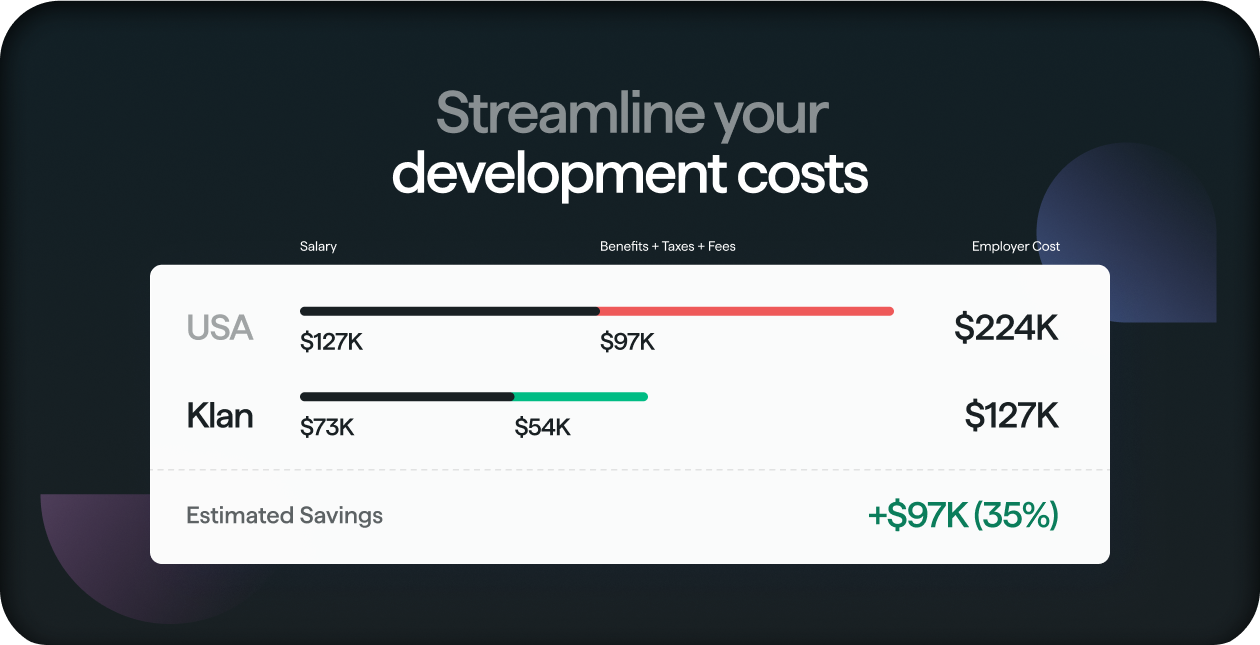 Streamline your
development costs
Salary Benefits + Taxes + Fees Employer Cost
USA $127K $97K $224K
Klan $73K $54K $127K
Estimated Savings +$97K (35%)